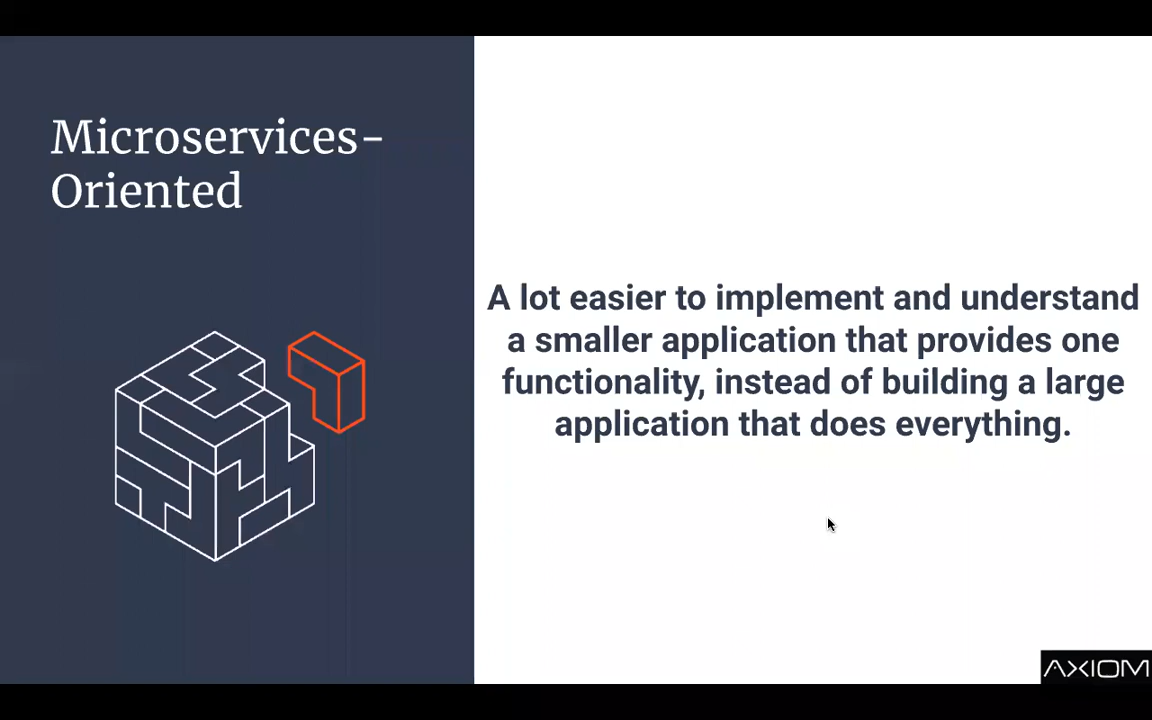 Microservices-
Oriented
A lot easier to implement and understand
a smaller application that provides one
functionality, instead of building a large
application that does everything.
AXIOM